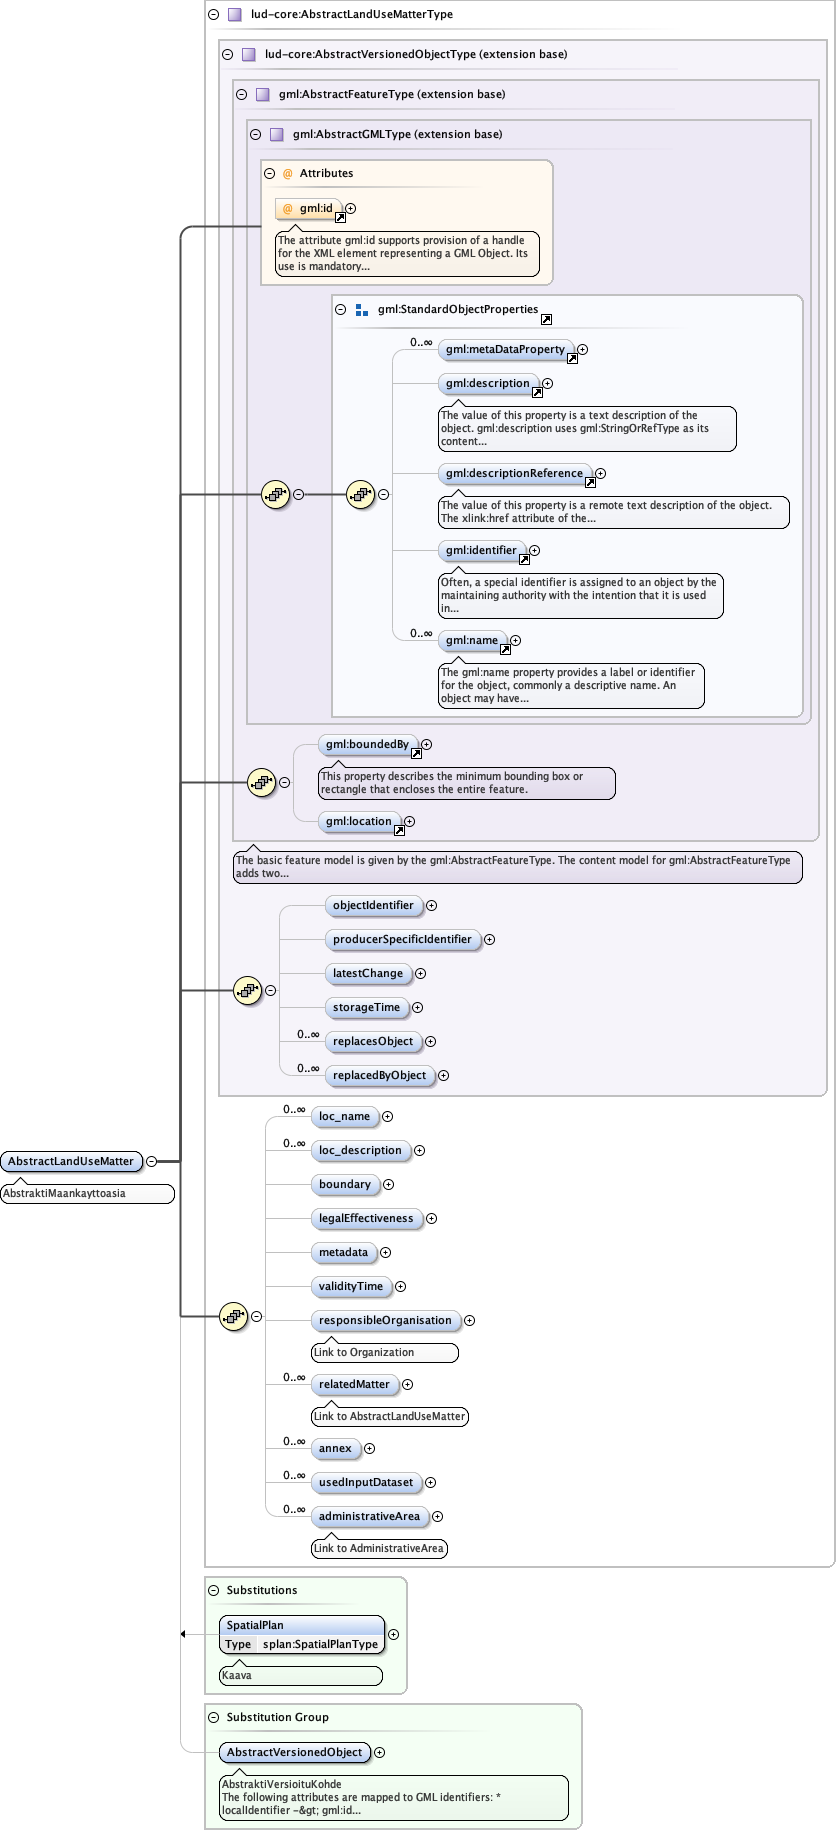 lud-core:AbstractLandUseMatterType
lud-core:AbstractVersionedObjectType (extension base)
gml:AbstractFeatureType (extension base)
gml:AbstractGMLType (extension base)
@ Attributes
@ gml:id
The attribute gml:id supports provision of a handle
for the XML element representing a GML Object. Its
use is mandatory...
gml:StandardObjectProperties
0..∞ gml:metaDataProperty
gml:description
The value of this property is a text description of the
object. gml:description uses gml:StringOrRefType as its
content...
gml:descriptionReference
The value of this property is a remote text description of the object.
The xlink:href attribute of the...
gml:identifier
Often, a special identifier is assigned to an object by the
maintaining authority with the intention that it is used
in...
0..∞ gml:name
The gml:name property provides a label or identifier
for the object, commonly a descriptive name. An
object may have...
gml:boundedBy
This property describes the minimum bounding box or
rectangle that encloses the entire feature.
gml:location
The basic feature model is given by the gml:AbstractFeatureType. The content model for gml:AbstractFeatureType
adds two...
objectIdentifier
producerSpecificIdentifier
latestChange
storageTime
0..∞ replacesObject
0..∞ replacedByObject
0..∞ loc_name
0..∞ loc_description
AbstractLandUseMatter
AbstraktiMaankayttoasia
boundary
legalEffectiveness
metadata
validityTime
responsibleOrganisation
Link to Organization
0..∞ relatedMatter
Link to AbstractLandUseMatter
0..∞ annex
0..∞ usedInputDataset
0..∞ administrativeArea
Link to AdministrativeArea
Substitutions
SpatialPlan
Type splan:SpatialPlanType
Kaava
Substitution Group
AbstractVersionedObject
AbstraktiVersioituKohde
The following attributes are mapped to GML identifiers: *
localIdentifier -&gt; gml:id...